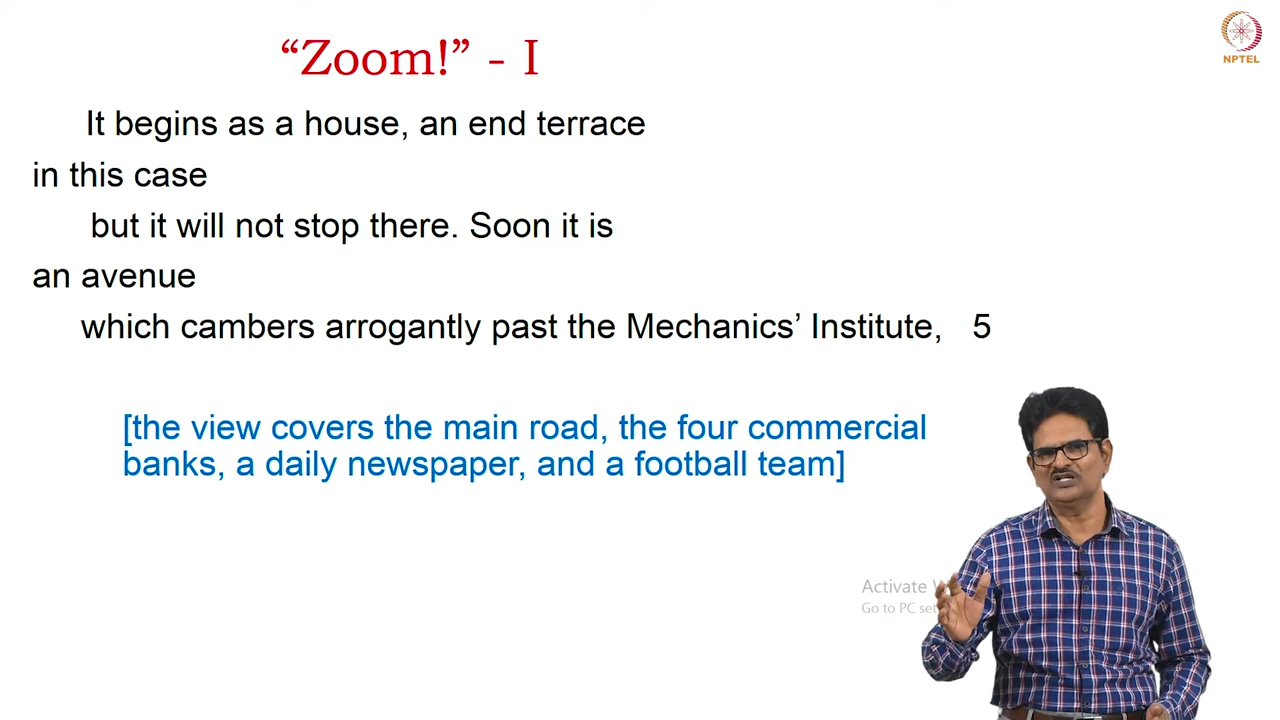 “Zoom!” - I
NPTEL
It begins as a house, an end terrace
in this case
but it will not stop there. Soon it is
an avenue
which cambers arrogantly past the Mechanics’ Institute, 5
[the view covers the main road, the four commercial
banks, a daily newspaper, and a football team]
Activate
Go to PC